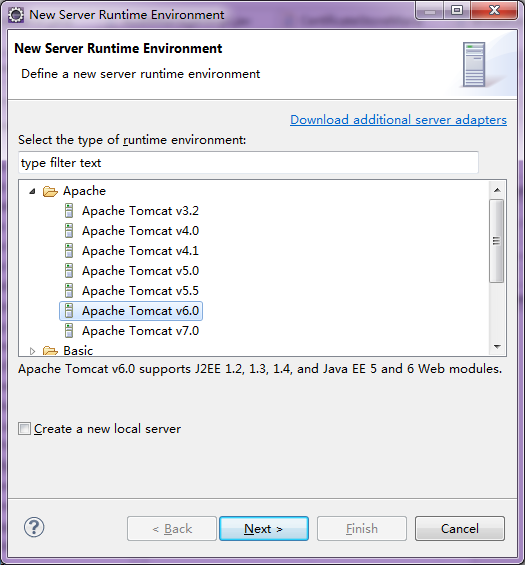 New Server Runtime Environment
New Server Runtime Environment
Define a new server runtime environment
Download additional server adapters
Select the type of runtime environment:
type filter text
Apache
Apache Tomcat v3.2
Apache Tomcat v4.0
Apache Tomcat v4.1
Apache Tomcat v5.0
Apache Tomcat v5.5
Apache Tomcat v6.0
Apache Tomcat v7.0
Basic
Apache Tomcat v6.0 supports J2EE 1.2, 1.3, 1.4, and Java EE 5 and 6 Web modules.
Create a new local server
? < Back Next > Finish Cancel